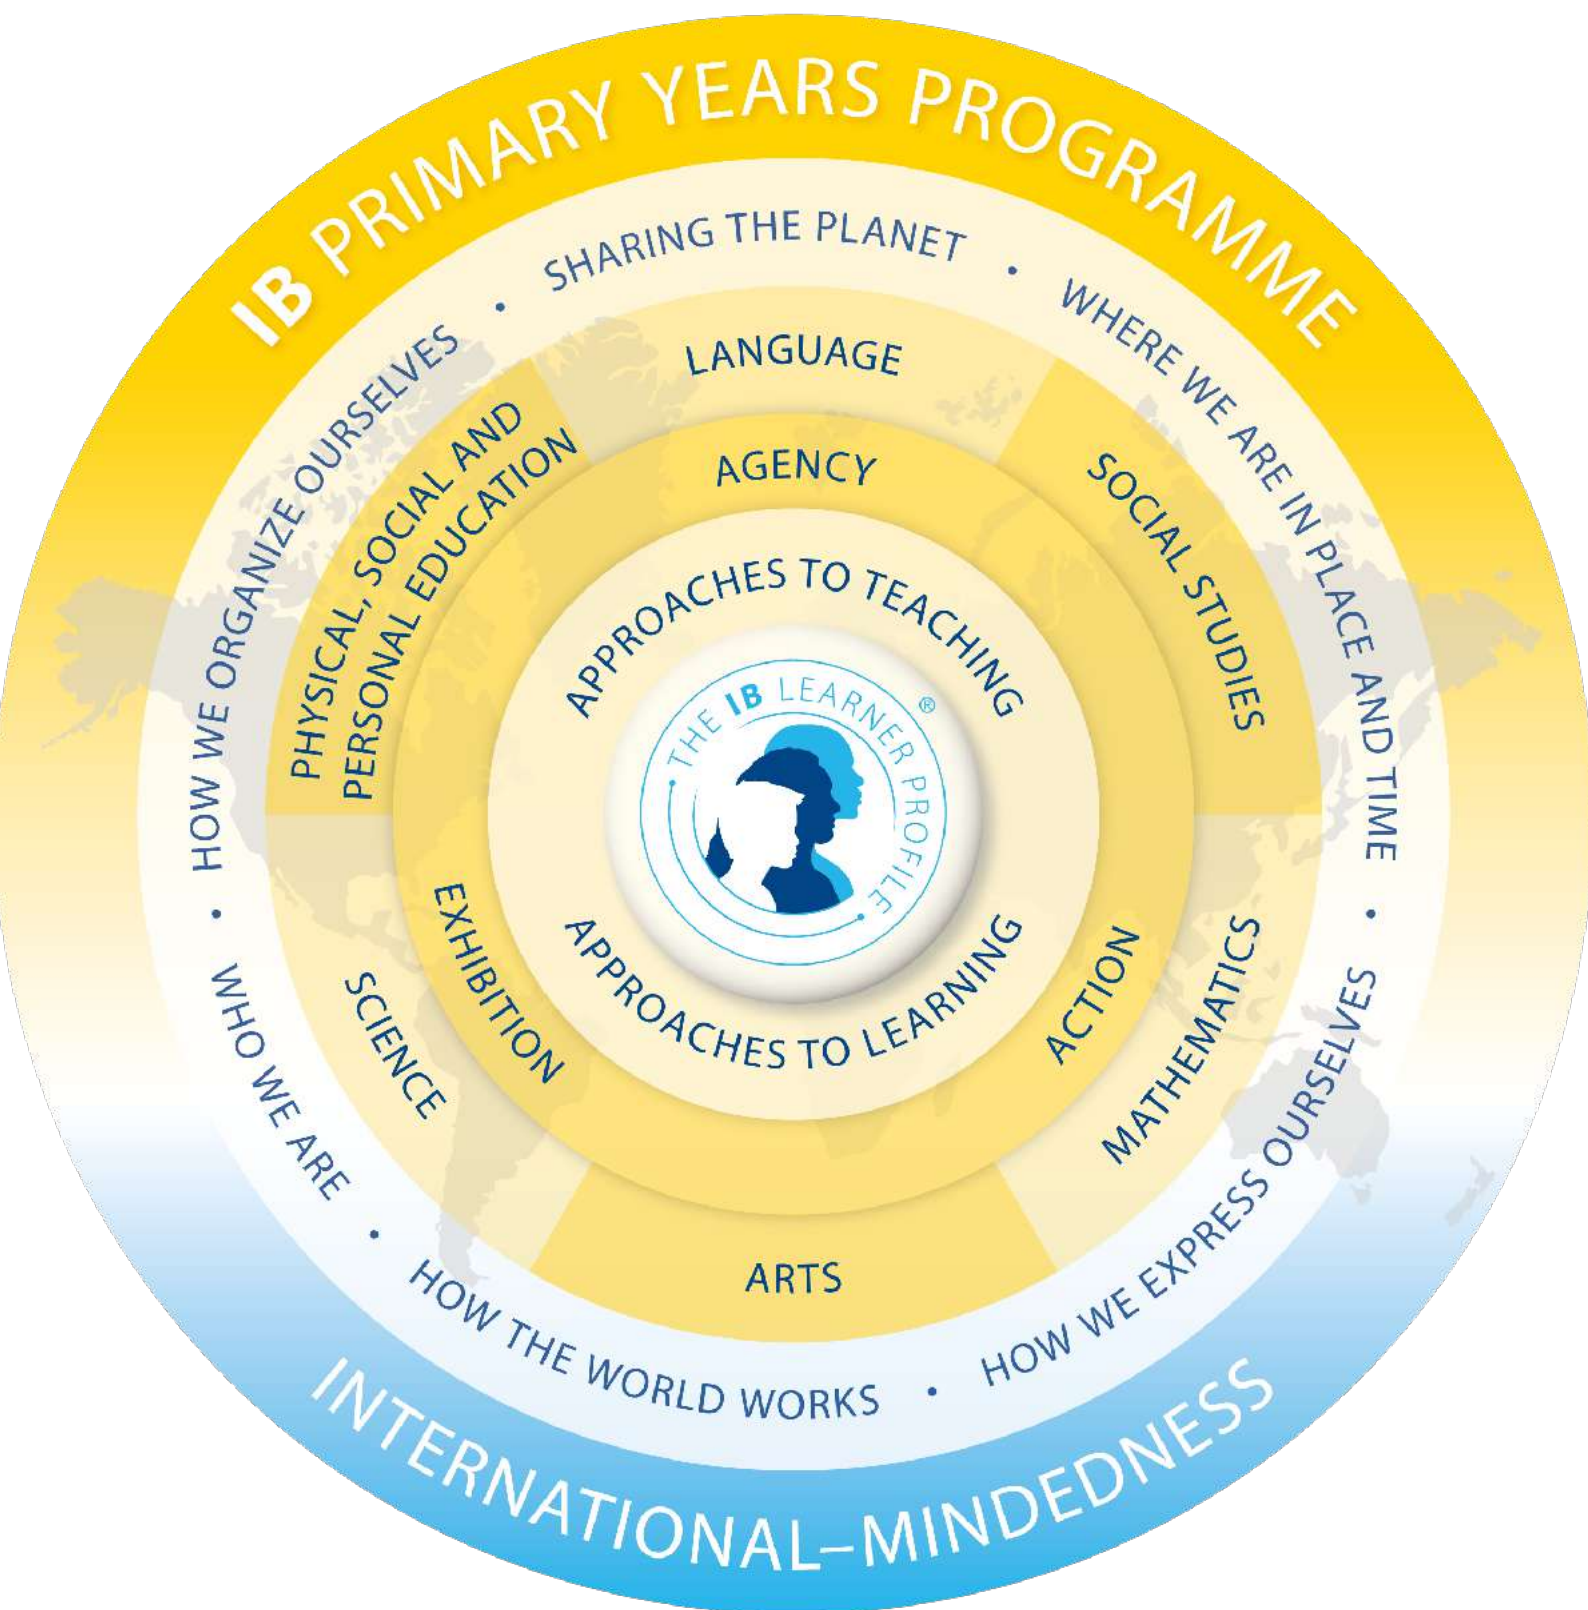 IB PRIMARY YEARS PROGRAMME
SHARING THE PLANET
•
WHERE WE ARE IN PLACE AND TIME
•
HOW WE EXPRESS OURSELVES
•
HOW THE WORLD WORKS
•
WHO WE ARE
•
HOW WE ORGANIZE OURSELVES
•
LANGUAGE
SOCIAL STUDIES
MATHEMATICS
ARTS
SCIENCE
PHYSICAL, SOCIAL AND
PERSONAL EDUCATION
AGENCY
ACTION
EXHIBITION
APPROACHES TO TEACHING
APPROACHES TO LEARNING
THE IB LEARNER PROFILE
®
INTERNATIONAL–MINDEDNESS